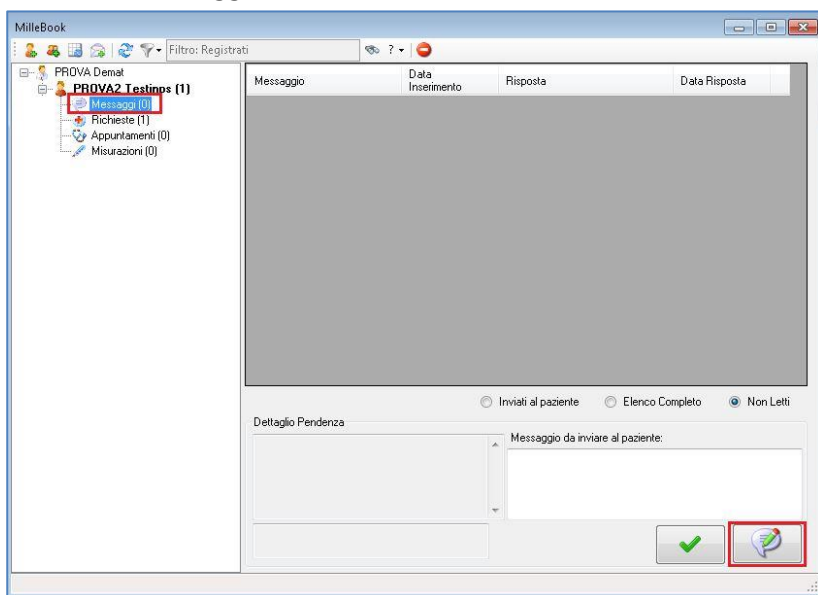 MilleBook
Filtro: Registrati
? 
PROVA Demat
PROVA2 Testinps (1)
Messaggi (0)
Richieste (1)
Appuntamenti (0)
Misurazioni (0)
Messaggio Data Inserimento Risposta Data Risposta
Inviati al paziente Elenco Completo Non Letti
Dettaglio Pendenza
Messaggio da inviare al paziente: